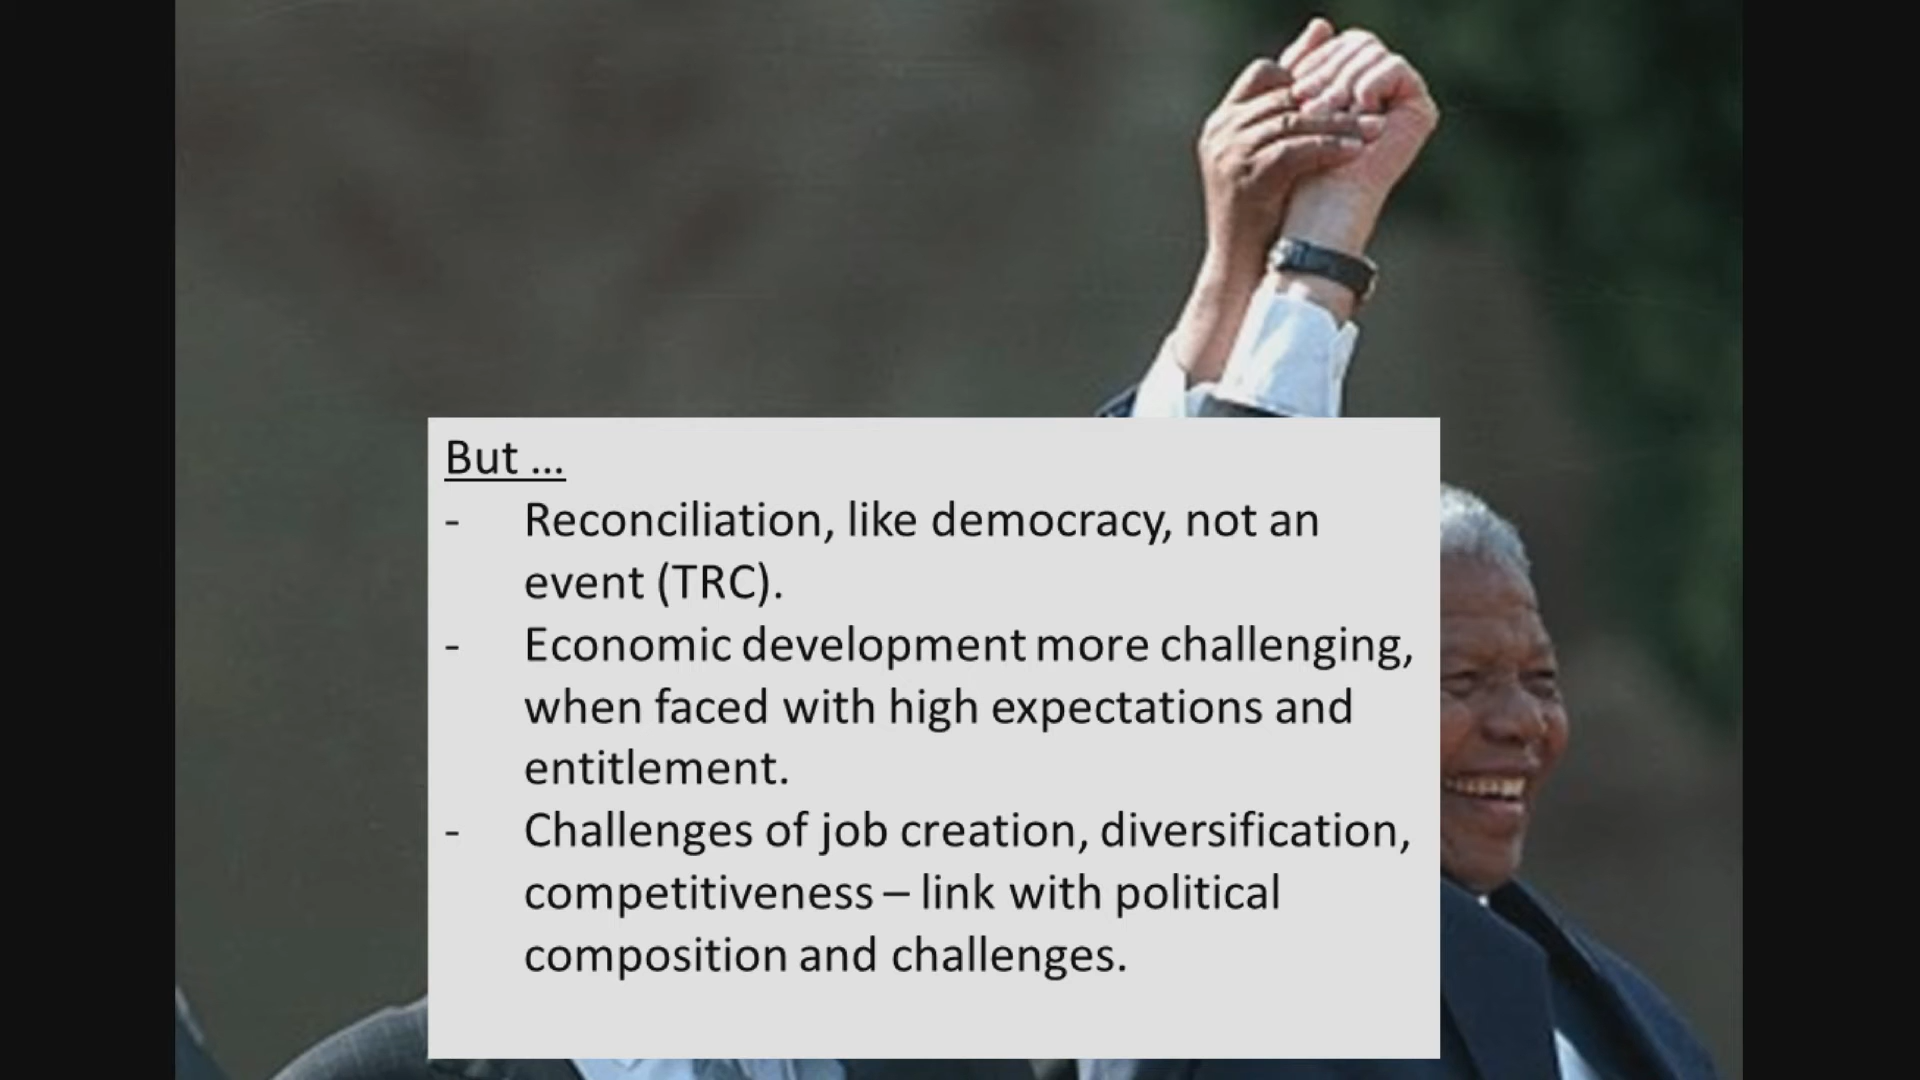 But ...
- Reconciliation, like democracy, not an
event (TRC).
- Economic development more challenging,
when faced with high expectations and
entitlement.
- Challenges of job creation, diversification,
competitiveness – link with political
composition and challenges.